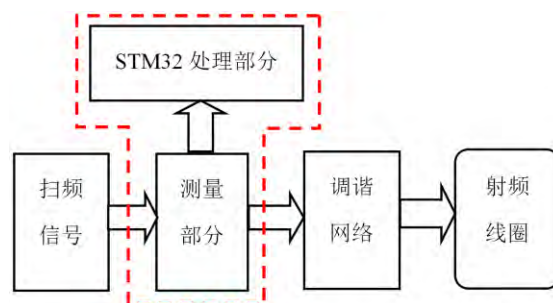 STM32 处理部分
扫频
信号
测量
部分
调谐
网络
射频
线圈